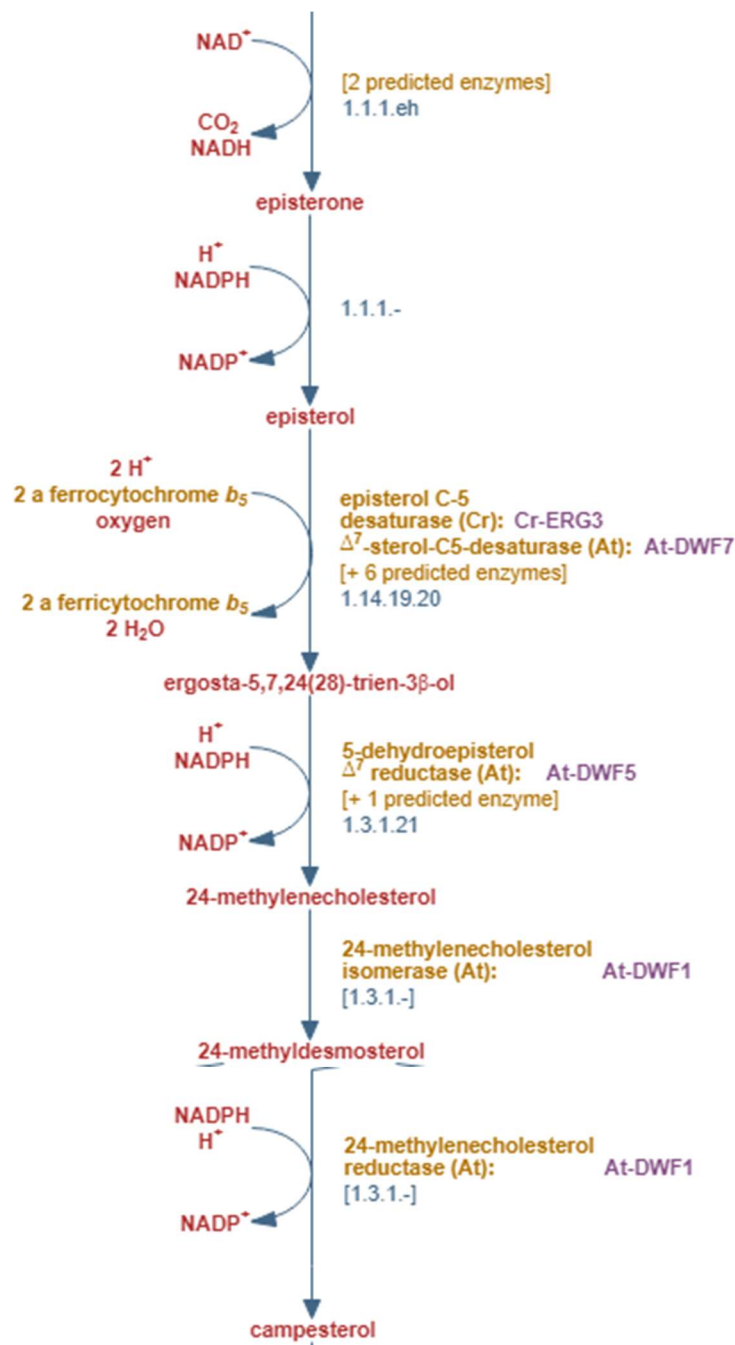 NAD⁺
[2 predicted enzymes]
1.1.1.eh
CO₂
NADH
episterone
H⁺
NADPH
1.1.1.-
NADP⁺
episterol
2 H⁺
2 a ferrocytochrome b₅
oxygen
episterol C-5
desaturase (Cr): Cr-ERG3
Δ⁷-sterol-C5-desaturase (At): At-DWF7
[+ 6 predicted enzymes]
1.14.19.20
2 a ferricytochrome b₅
2 H₂O
ergosta-5,7,24(28)-trien-3β-ol
H⁺
NADPH
5-dehydroepisterol
Δ⁷ reductase (At): At-DWF5
[+ 1 predicted enzyme]
1.3.1.21
NADP⁺
24-methylenecholesterol
24-methylenecholesterol
isomerase (At): At-DWF1
[1.3.1.-]
24-methyldesmosterol
NADPH
H⁺
24-methylenecholesterol
reductase (At): At-DWF1
[1.3.1.-]
NADP⁺
campesterol